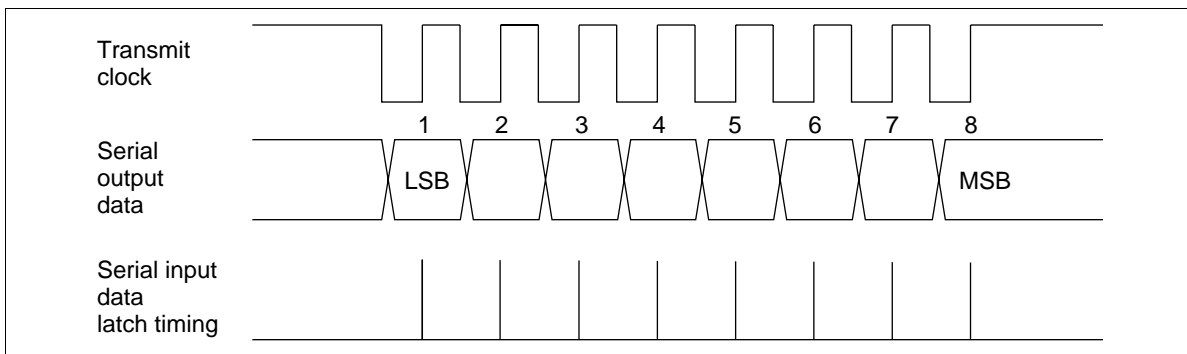 Transmit
clock
1 2 3 4 5 6 7 8
Serial
output
data
LSB MSB
Serial input
data
latch timing